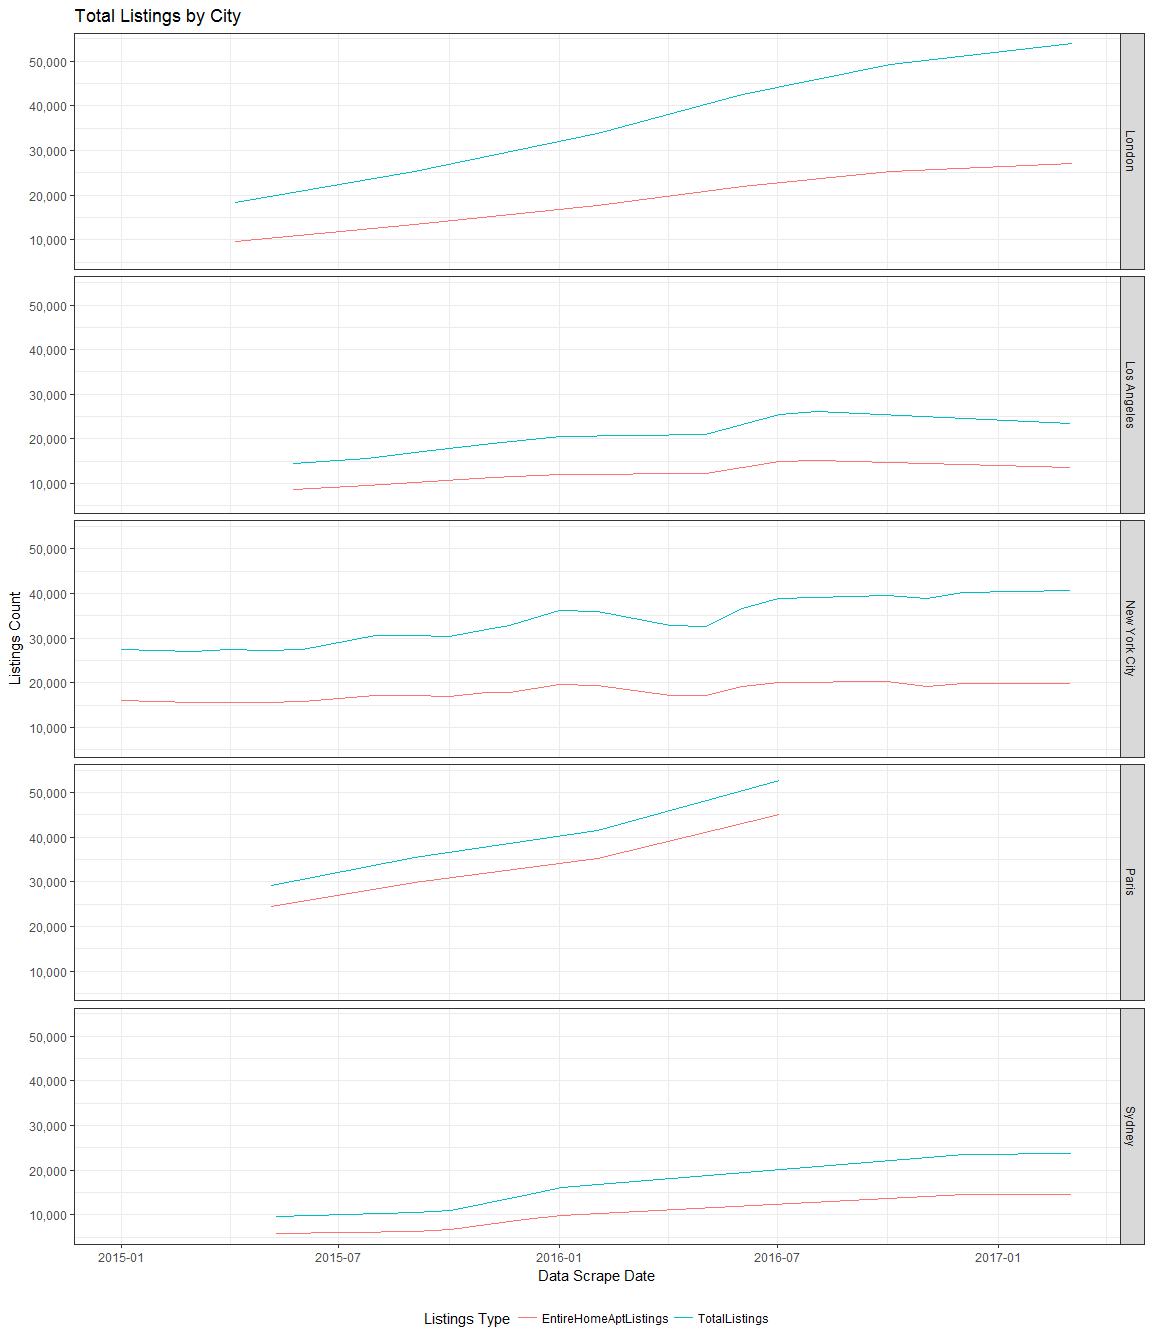 Total Listings by City
50,000
40,000
30,000
20,000
10,000
London
50,000
40,000
30,000
20,000
10,000
Los Angeles
Listings Count
50,000
40,000
30,000
20,000
10,000
New York City
50,000
40,000
30,000
20,000
10,000
Paris
50,000
40,000
30,000
20,000
10,000
Sydney
2015-01 2015-07 2016-01 2016-07 2017-01
Data Scrape Date
Listings Type EntireHomeAptListings TotalListings